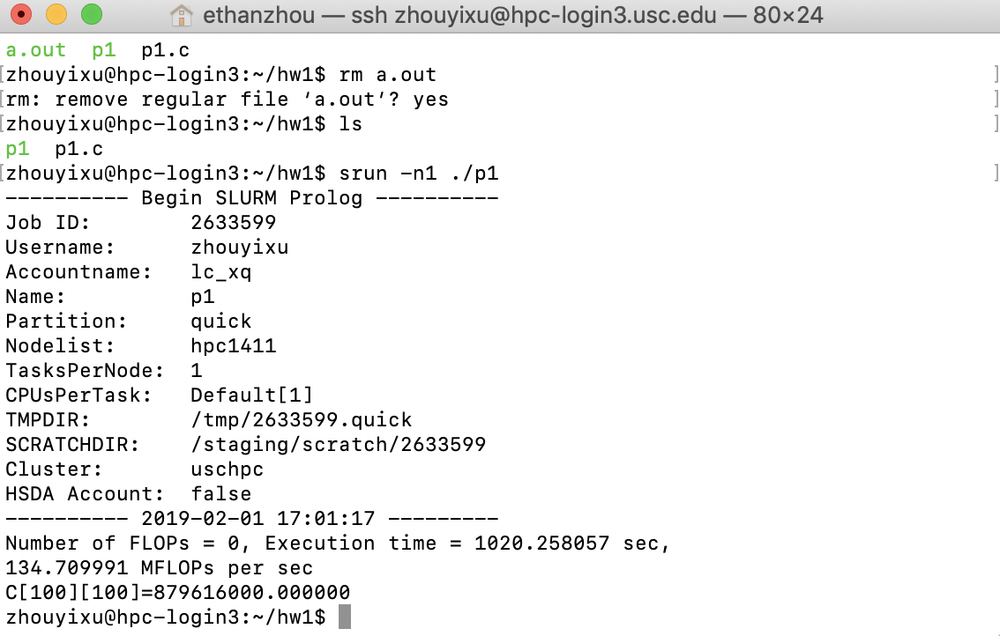 ethanzhou — ssh zhouyixu@hpc-login3.usc.edu — 80×24
a.out  p1  p1.c
[zhouyixu@hpc-login3:~/hw1$ rm a.out ]
[rm: remove regular file ‘a.out’? yes ]
[zhouyixu@hpc-login3:~/hw1$ ls ]
p1  p1.c
[zhouyixu@hpc-login3:~/hw1$ srun -n1 ./p1 ]
---------- Begin SLURM Prolog ----------
Job ID:        2633599
Username:      zhouyixu
Accountname:   lc_xq
Name:          p1
Partition:     quick
Nodelist:      hpc1411
TasksPerNode:  1
CPUsPerTask:   Default[1]
TMPDIR:        /tmp/2633599.quick
SCRATCHDIR:    /staging/scratch/2633599
Cluster:       uschpc
HSDA Account:  false
---------- 2019-02-01 17:01:17 ---------
Number of FLOPs = 0, Execution time = 1020.258057 sec,
134.709991 MFLOPs per sec
C[100][100]=879616000.000000
zhouyixu@hpc-login3:~/hw1$